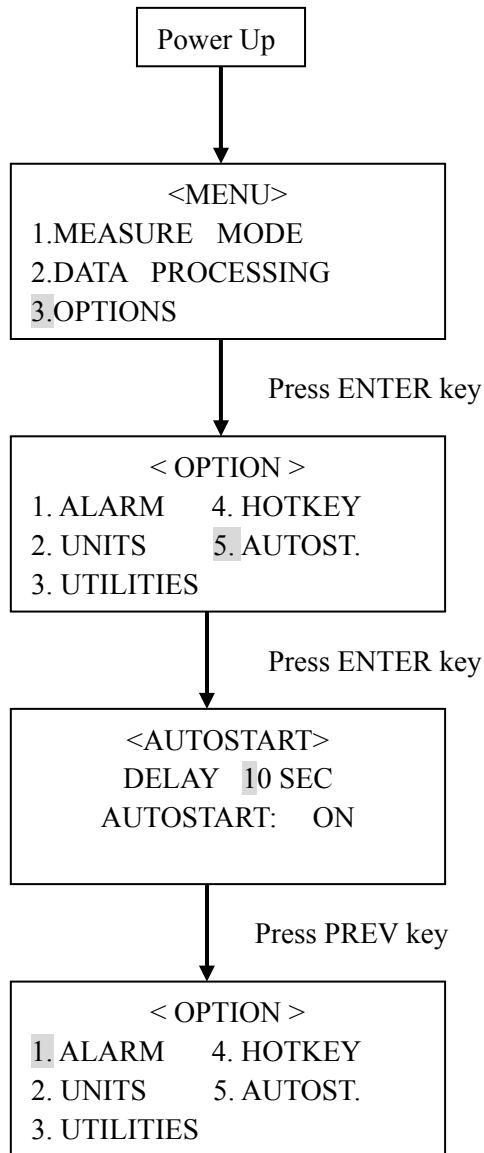 Power Up
<MENU>
1.MEASURE MODE
2.DATA PROCESSING
3.OPTIONS
Press ENTER key
< OPTION >
1. ALARM 4. HOTKEY
2. UNITS 5. AUTOST.
3. UTILITIES
Press ENTER key
<AUTOSTART>
DELAY 10 SEC
AUTOSTART: ON
Press PREV key
< OPTION >
1. ALARM 4. HOTKEY
2. UNITS 5. AUTOST.
3. UTILITIES